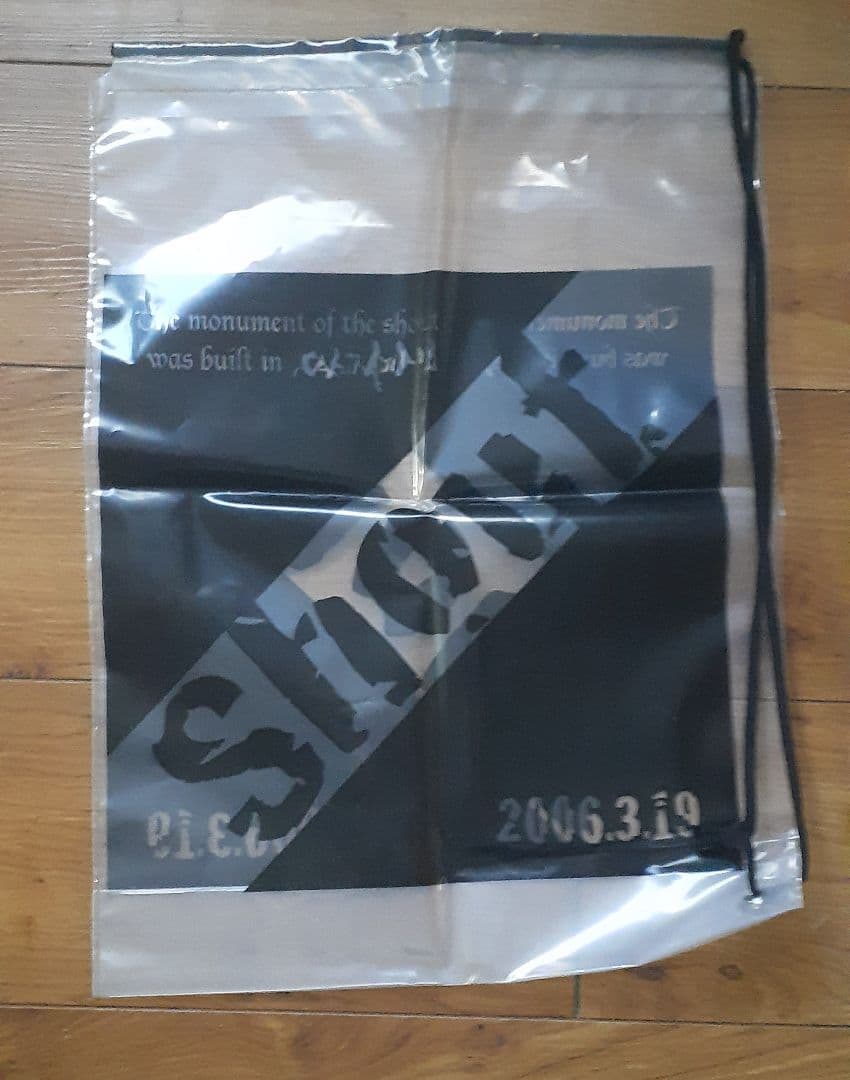 The monument of the shout
was built in
Shout
2006.3.19